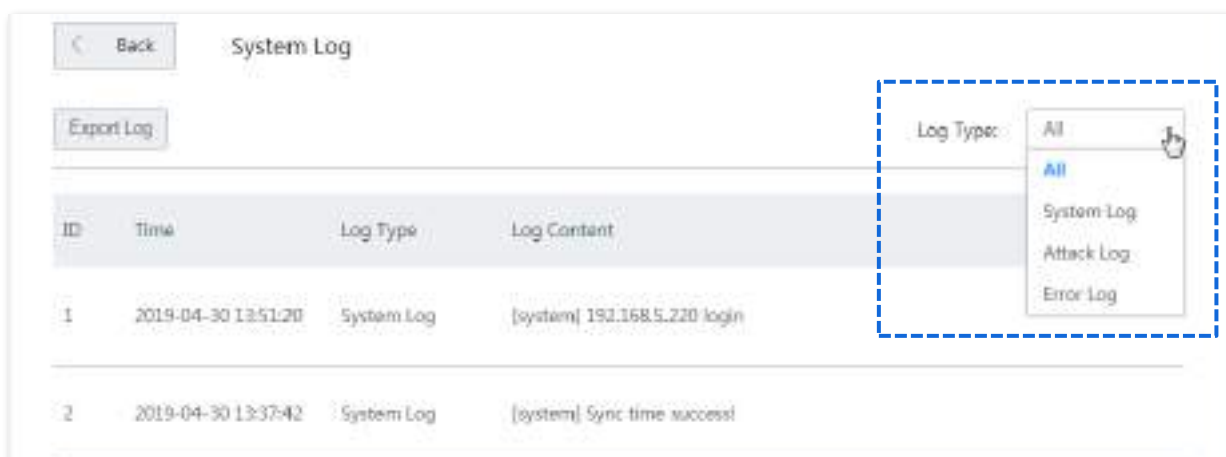 Back System Log
Export Log Log Type: All
All
System Log
Attack Log
Error Log
ID Time Log Type Log Content
1 2019-04-30 13:51:20 System Log [system] 192.168.5.220 login
2 2019-04-30 13:37:42 System Log [system] Sync time success!